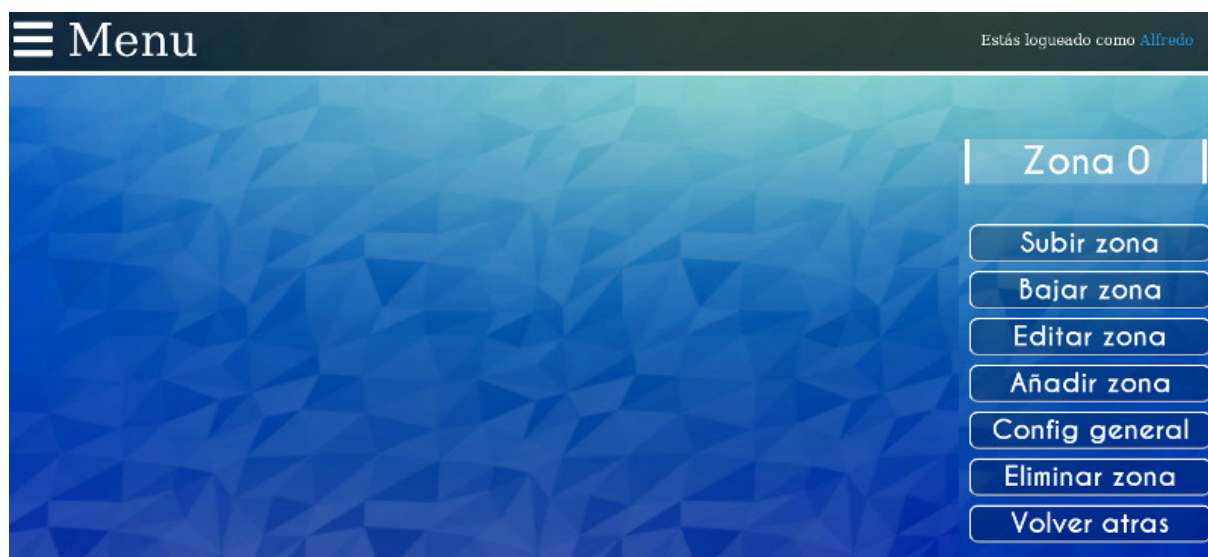 Menu
Estás logueado como Alfredo
Zona 0
Subir zona
Bajar zona
Editar zona
Añadir zona
Config general
Eliminar zona
Volver atras